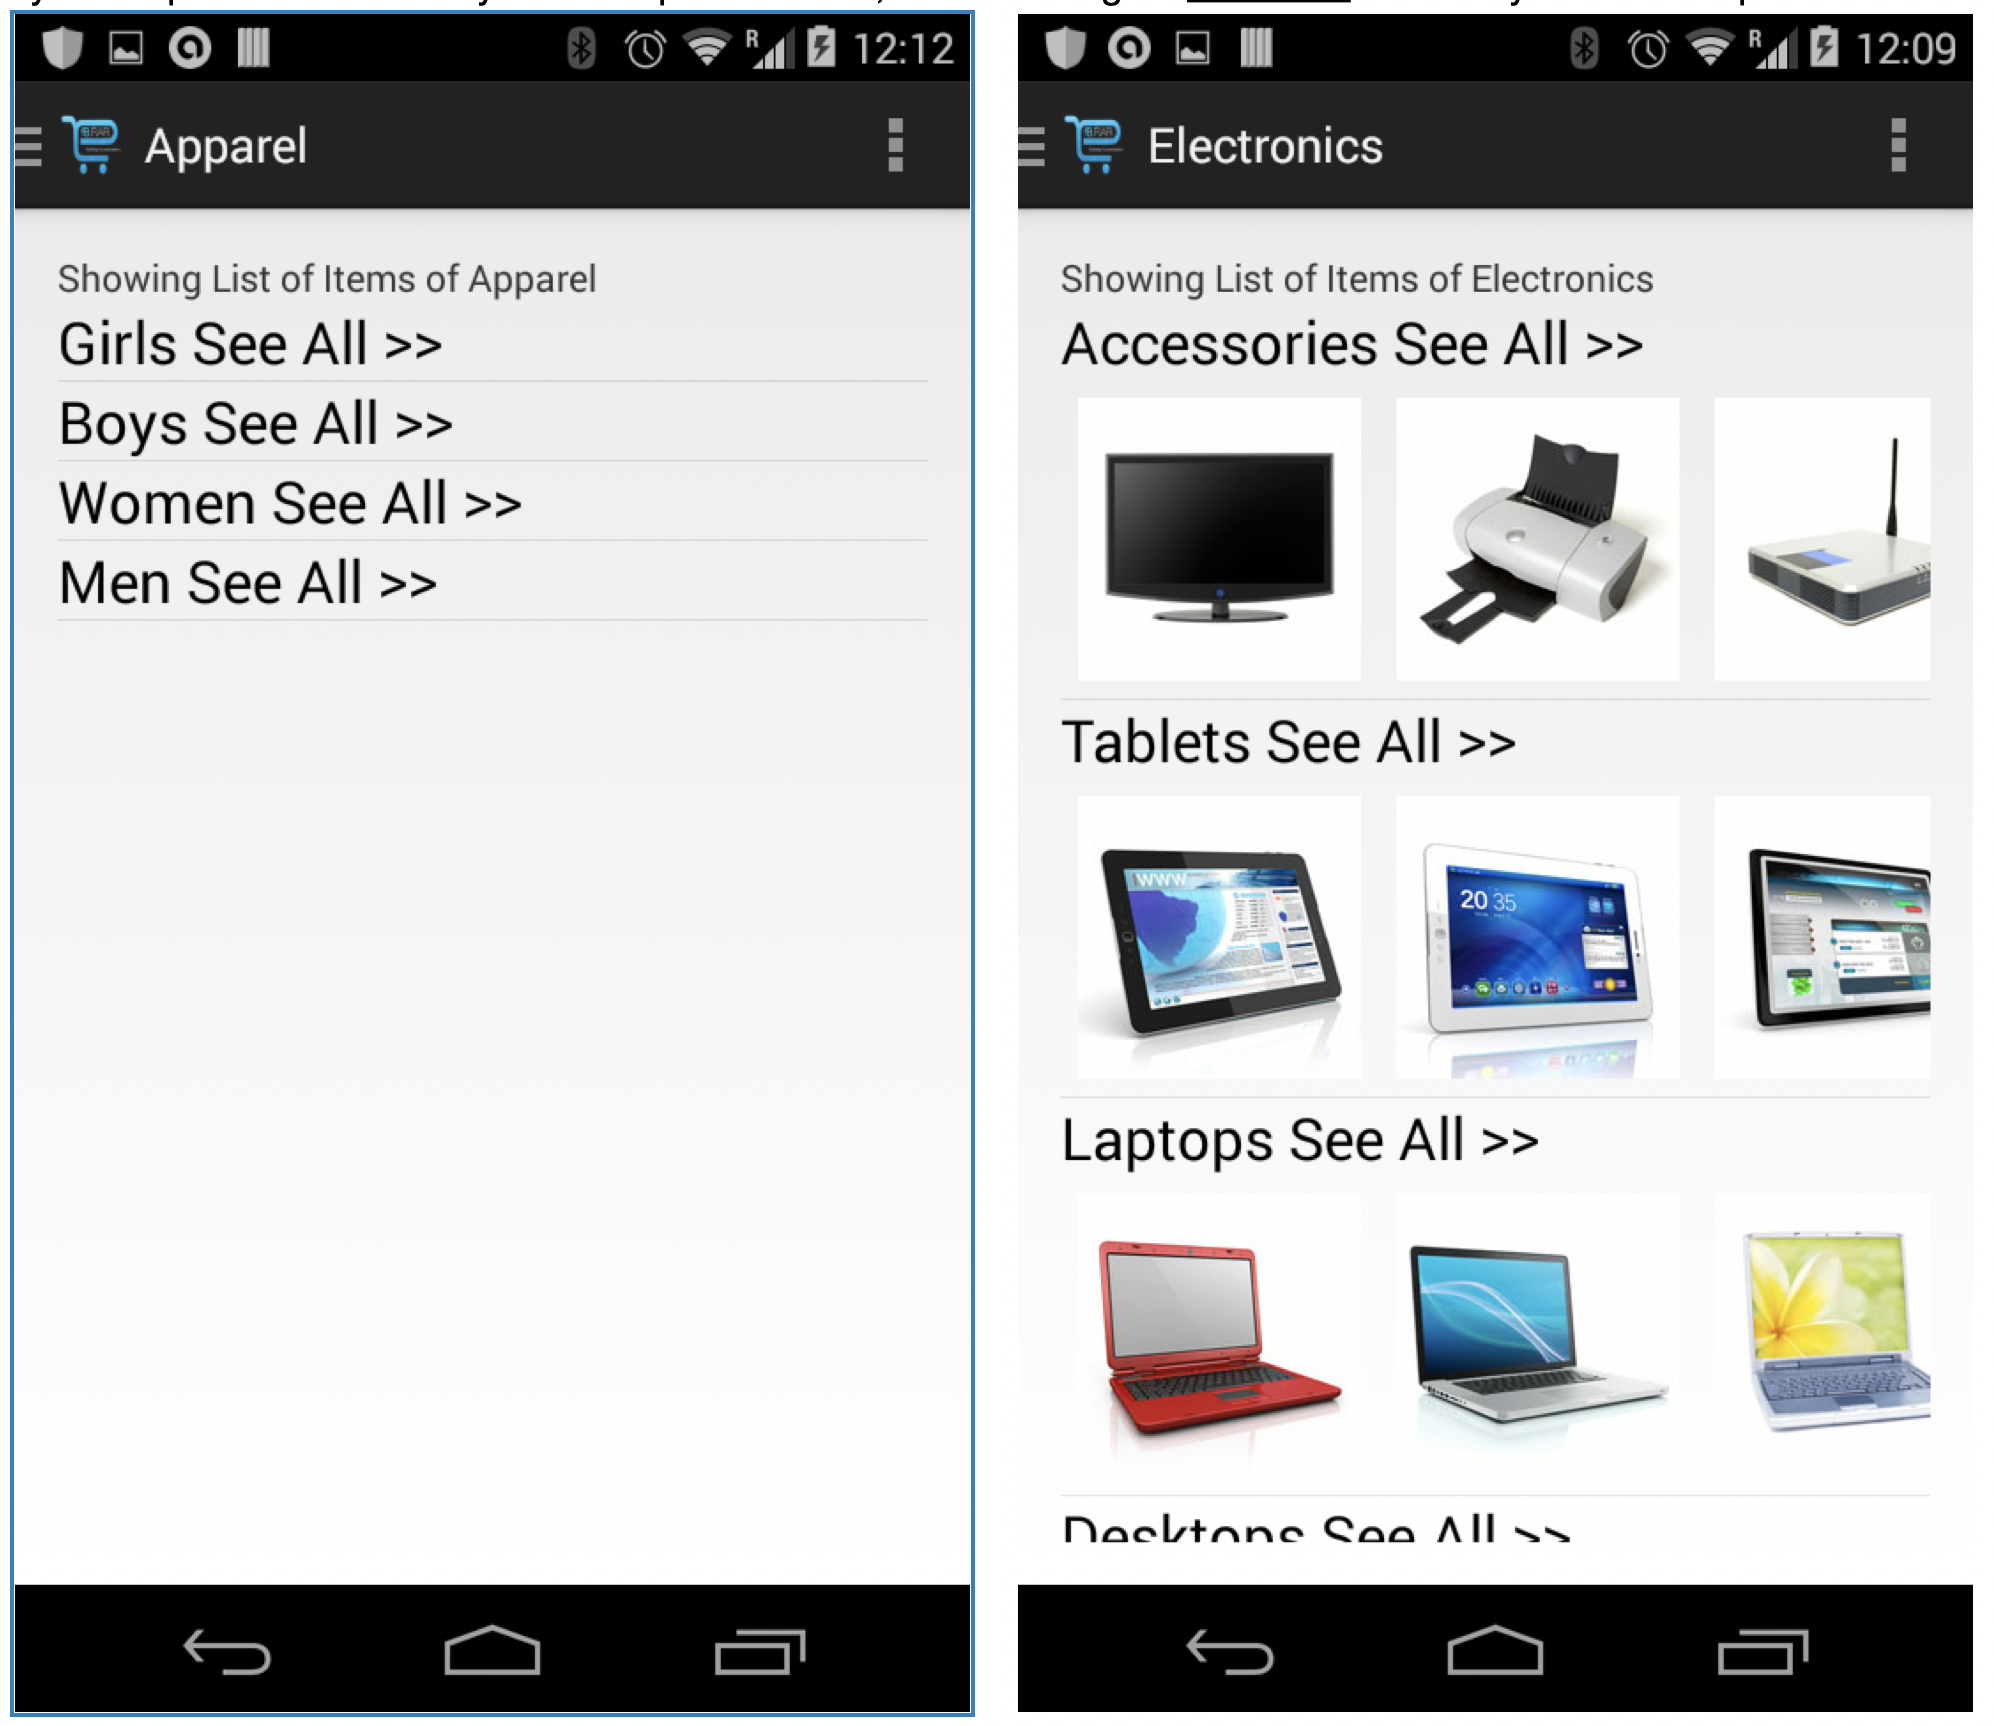 12:12
Apparel
Showing List of Items of Apparel
Girls See All >>
Boys See All >>
Women See All >>
Men See All >>
R
12:09
Electronics
Showing List of Items of Electronics
Accessories See All >>
Tablets See All >>
WWW
20 35
Laptops See All >>
Desktops See All >>